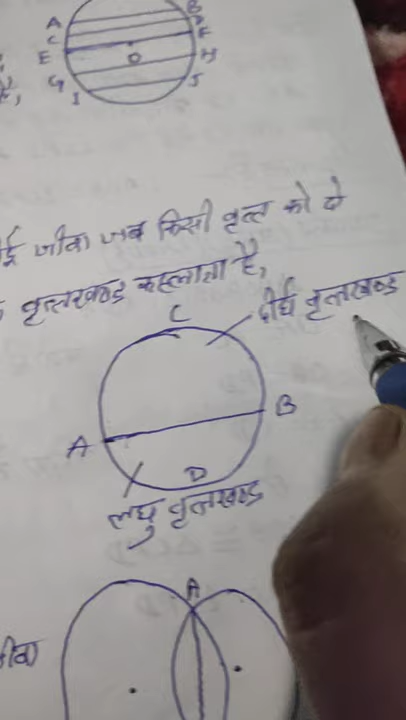 B
A
C
F
E
O
H
G
J
I
जीवा जब किसी वृत्त को दो
वृत्तखण्ड कहलाता है,
C
दीर्घ वृत्तखण्ड
A
B
D
लघु वृत्तखण्ड
A